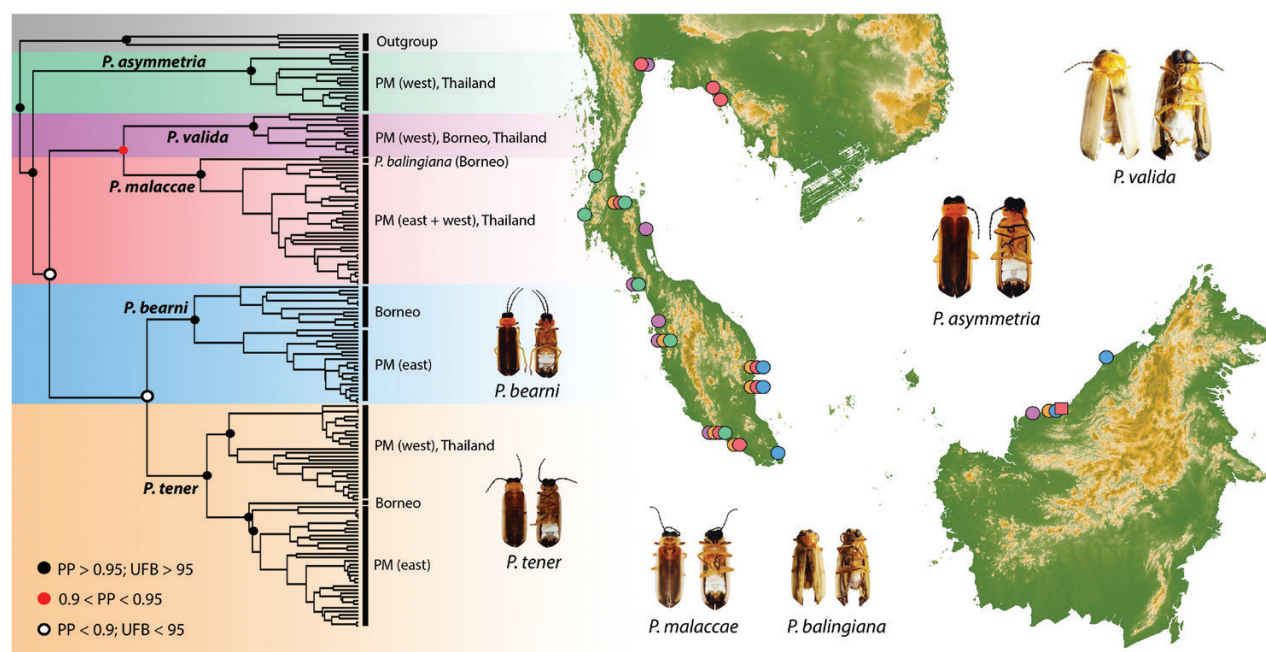 Outgroup
P. asymmetria
PM (west), Thailand
P. valida
PM (west), Borneo, Thailand
P. balingiana (Borneo)
P. malaccae
PM (east + west), Thailand
P. bearni
Borneo
PM (east)
P. bearni
PM (west), Thailand
P. tener
Borneo
PM (east)
P. tener
PP > 0.95; UFB > 95
0.9 < PP < 0.95
PP < 0.9; UFB < 95
P. valida
P. asymmetria
P. malaccae
P. balingiana